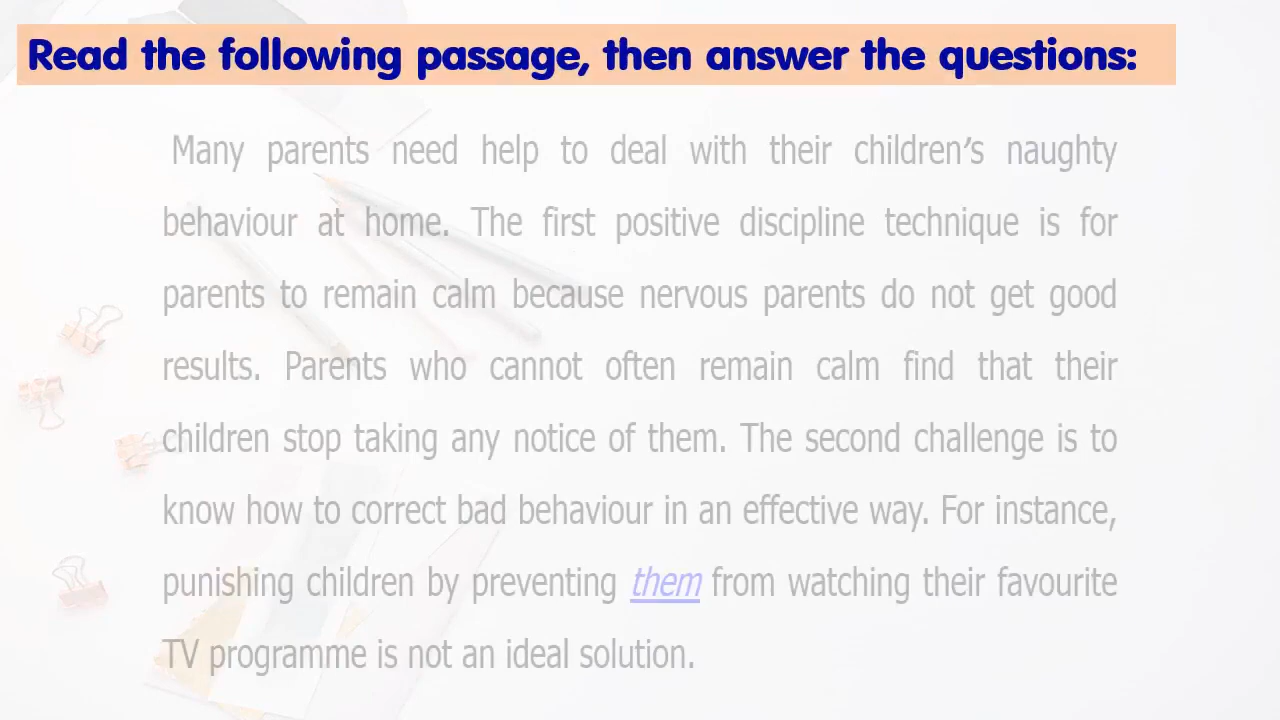 Read the following passage, then answer the questions:
Many parents need help to deal with their children's naughty
behaviour at home. The first positive discipline technique is for
parents to remain calm because nervous parents do not get good
results. Parents who cannot often remain calm find that their
children stop taking any notice of them. The second challenge is to
know how to correct bad behaviour in an effective way. For instance,
punishing children by preventing them from watching their favourite
TV programme is not an ideal solution.